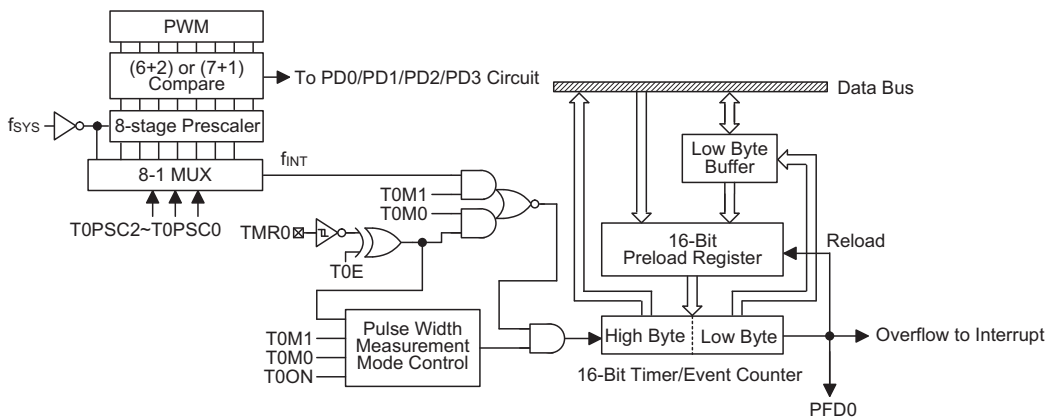 PWM
(6+2) or (7+1)
Compare
To PD0/PD1/PD2/PD3 Circuit
fSYS
8-stage Prescaler
8-1 MUX
fINT
T0PSC2~T0PSC0
T0M1
T0M0
TMR0
T0E
T0M1
T0M0
T0ON
Pulse Width
Measurement
Mode Control
Data Bus
Low Byte
Buffer
16-Bit
Preload Register
Reload
High Byte
Low Byte
Overflow to Interrupt
16-Bit Timer/Event Counter
PFD0